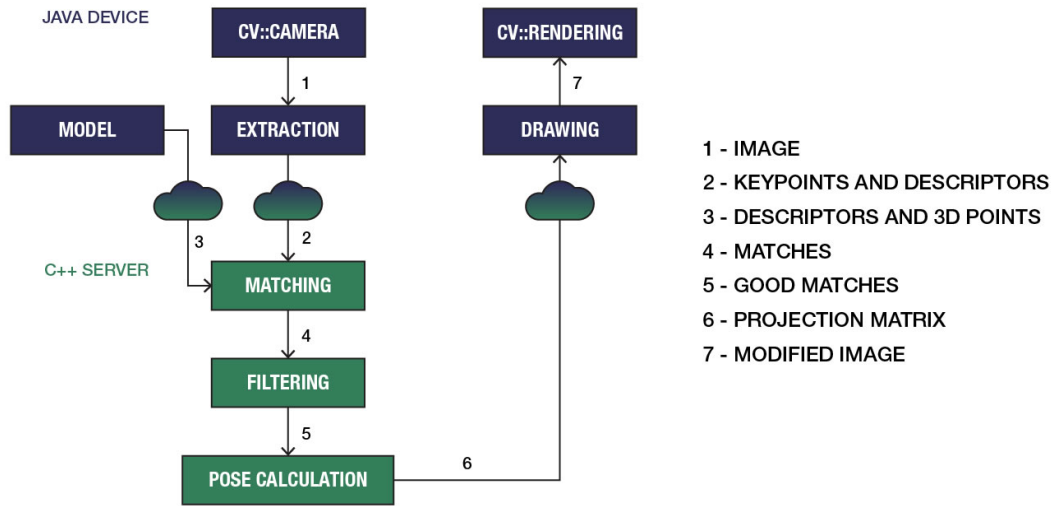 JAVA DEVICE
CV::CAMERA
CV::RENDERING
1
7
MODEL
EXTRACTION
DRAWING
3
2
C++ SERVER
MATCHING
4
FILTERING
5
POSE CALCULATION
6
1 - IMAGE
2 - KEYPOINTS AND DESCRIPTORS
3 - DESCRIPTORS AND 3D POINTS
4 - MATCHES
5 - GOOD MATCHES
6 - PROJECTION MATRIX
7 - MODIFIED IMAGE